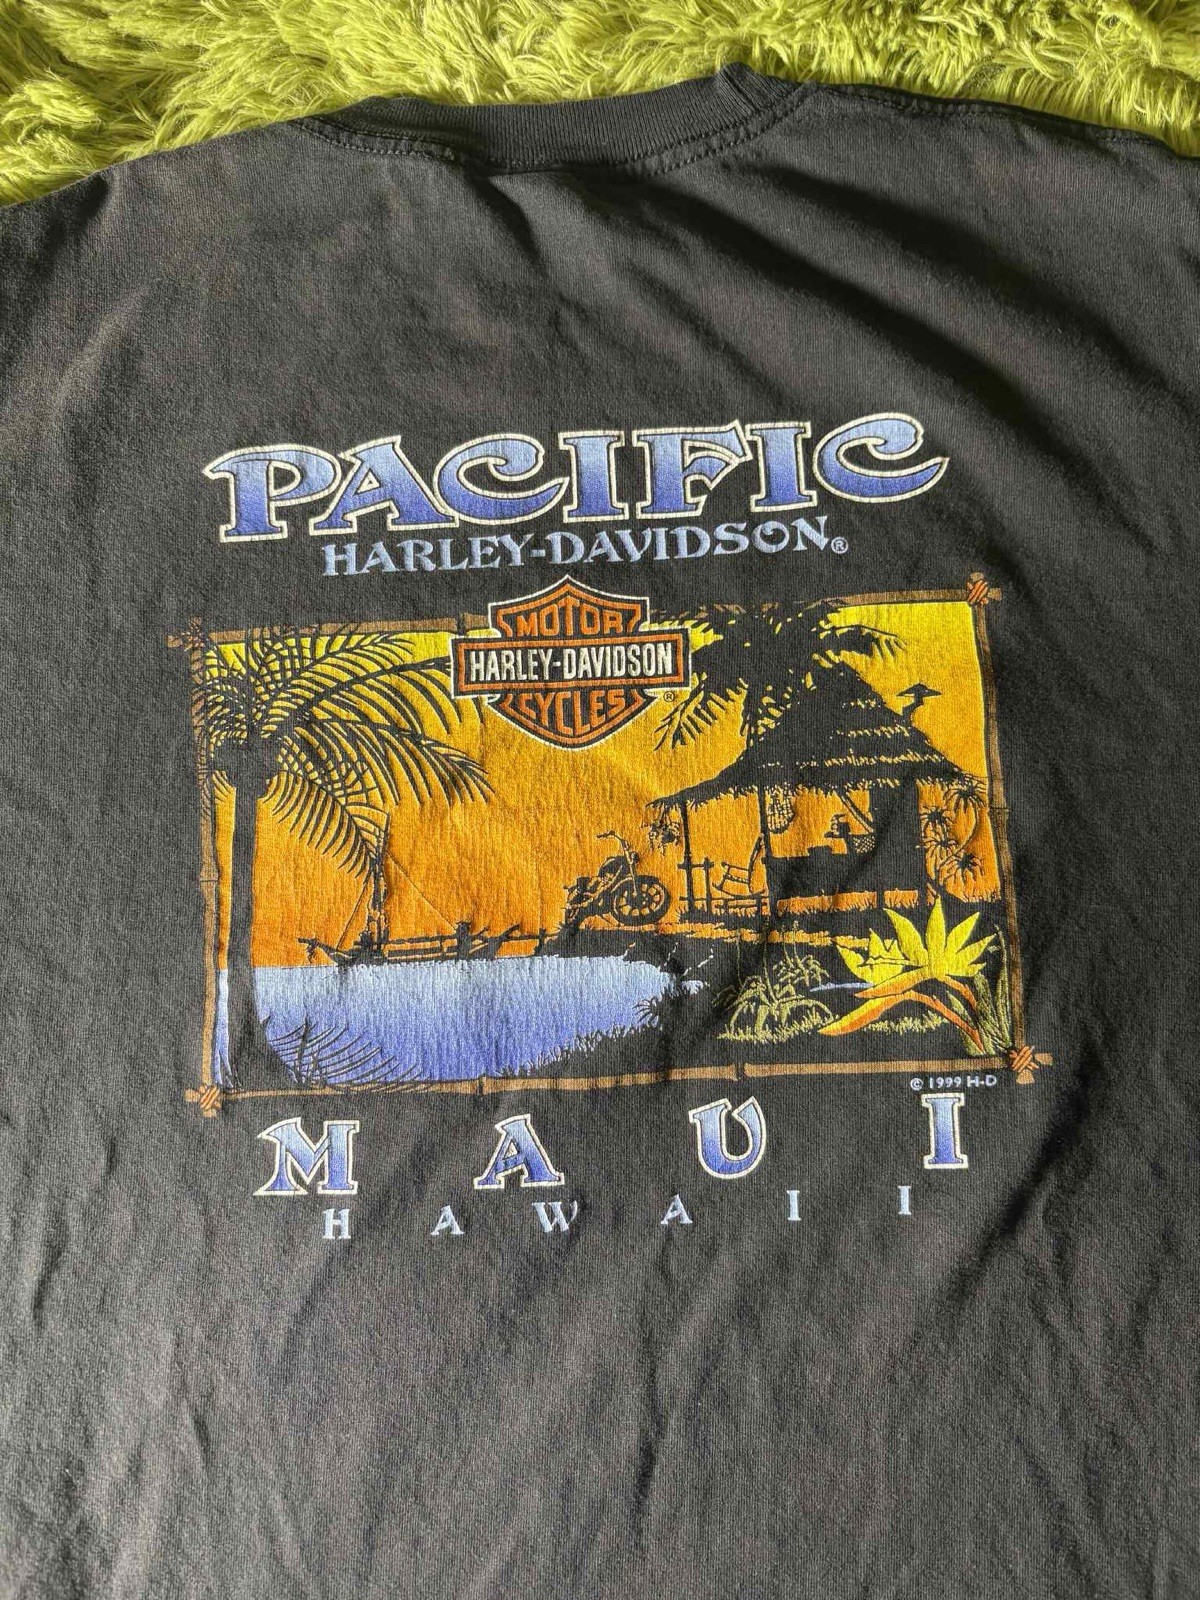 PACIFIC
HARLEY-DAVIDSON®
MOTOR
HARLEY-DAVIDSON
CYCLES
®
© 1999 H-D
MAUI
HAWAII